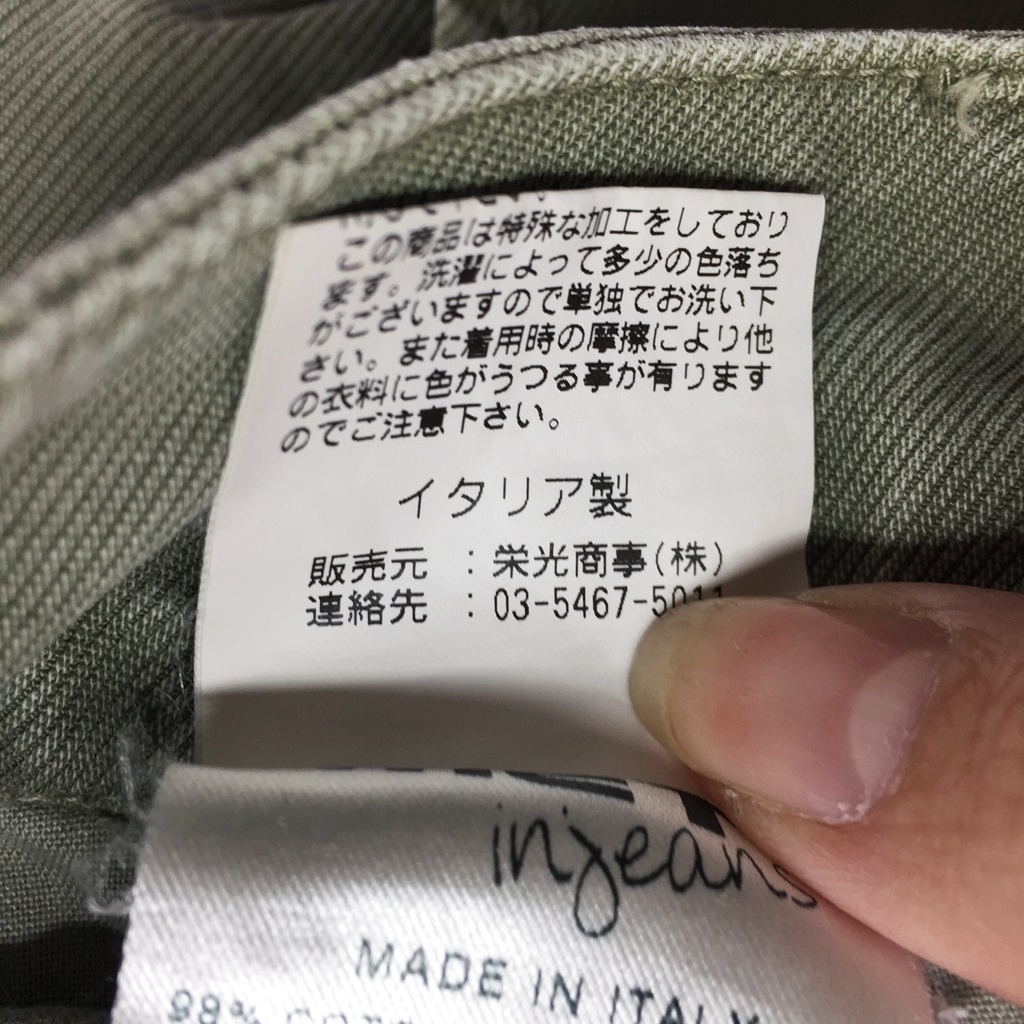 この商品は特殊な加工をしており
ます。洗濯によって多少の色落ち
がございますので単独でお洗い下
さい。また着用時の摩擦により他
の衣料に色がうつる事が有ります
のでご注意下さい。
イタリア製
販売元 : 栄光商事(株)
連絡先 : 03-5467-5011
in jeans
MADE IN ITALY
98%